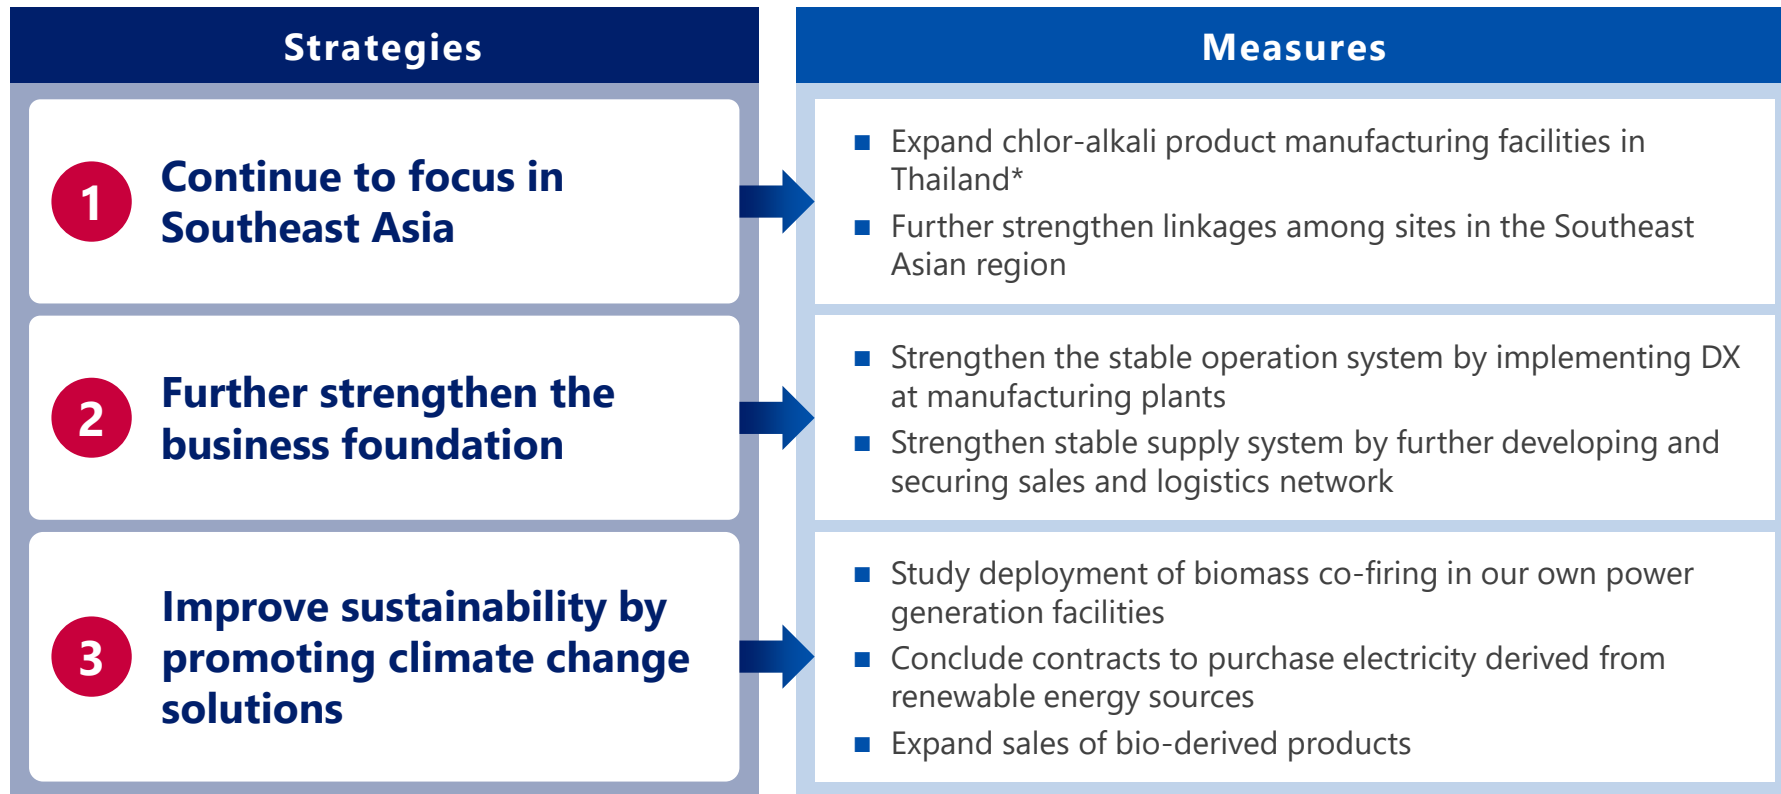 Strategies
Measures
1
Continue to focus in
Southeast Asia
■ Expand chlor-alkali product manufacturing facilities in
Thailand*
■ Further strengthen linkages among sites in the Southeast
Asian region
2
Further strengthen the
business foundation
■ Strengthen the stable operation system by implementing DX
at manufacturing plants
■ Strengthen stable supply system by further developing and
securing sales and logistics network
3
Improve sustainability by
promoting climate change
solutions
■ Study deployment of biomass co-firing in our own power
generation facilities
■ Conclude contracts to purchase electricity derived from
renewable energy sources
■ Expand sales of bio-derived products